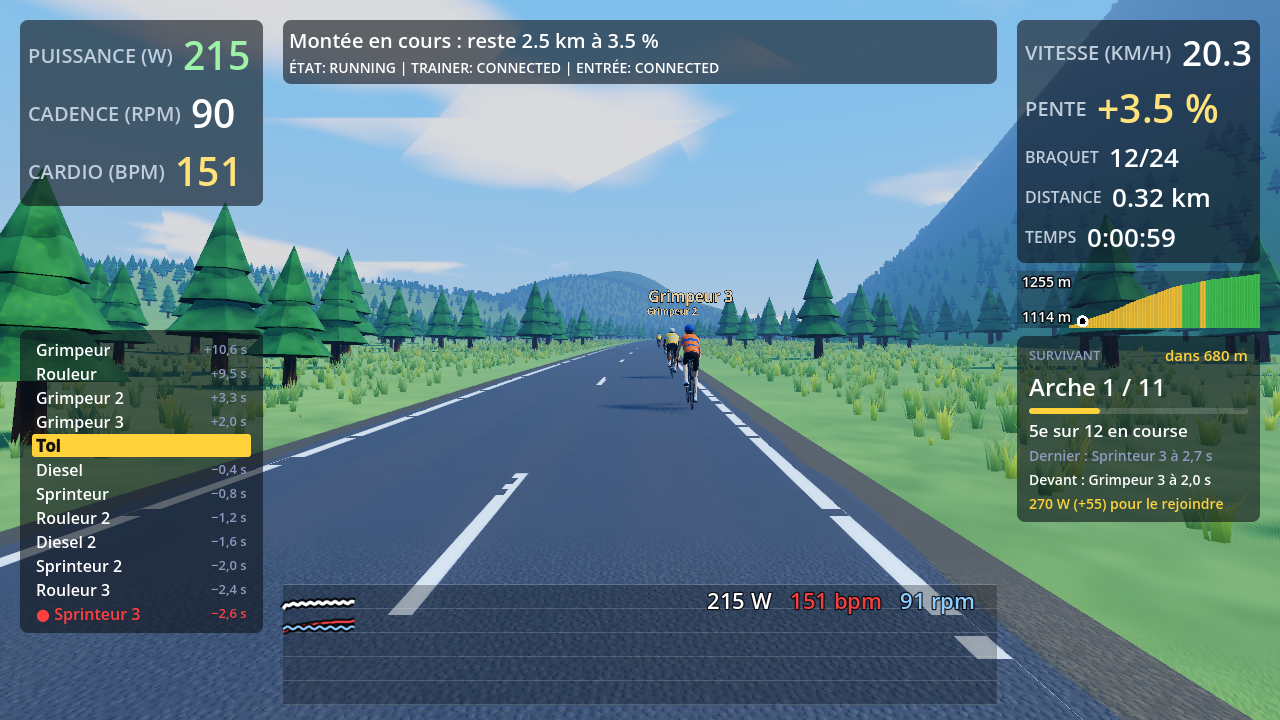 PUISSANCE (W) 215
CADENCE (RPM) 90
CARDIO (BPM) 151
Montée en cours : reste 2.5 km à 3.5 %
ÉTAT: RUNNING | TRAINER: CONNECTED | ENTRÉE: CONNECTED
VITESSE (KM/H) 20.3
PENTE +3.5 %
BRAQUET 12/24
DISTANCE 0.32 km
TEMPS 0:00:59
1255 m
1114 m
SURVIVANT dans 680 m
Arche 1 / 11
5e sur 12 en course
Dernier : Sprinteur 3 à 2,7 s
Devant : Grimpeur 3 à 2,0 s
270 W (+55) pour le rejoindre
Grimpeur 3
Grimpeur 2
Grimpeur +10,6 s
Rouleur +9,5 s
Grimpeur 2 +3,3 s
Grimpeur 3 +2,0 s
Toi
Diesel −0,4 s
Sprinteur −0,8 s
Rouleur 2 −1,2 s
Diesel 2 −1,6 s
Sprinteur 2 −2,0 s
Rouleur 3 −2,4 s
Sprinteur 3 −2,6 s
215 W 151 bpm 91 rpm